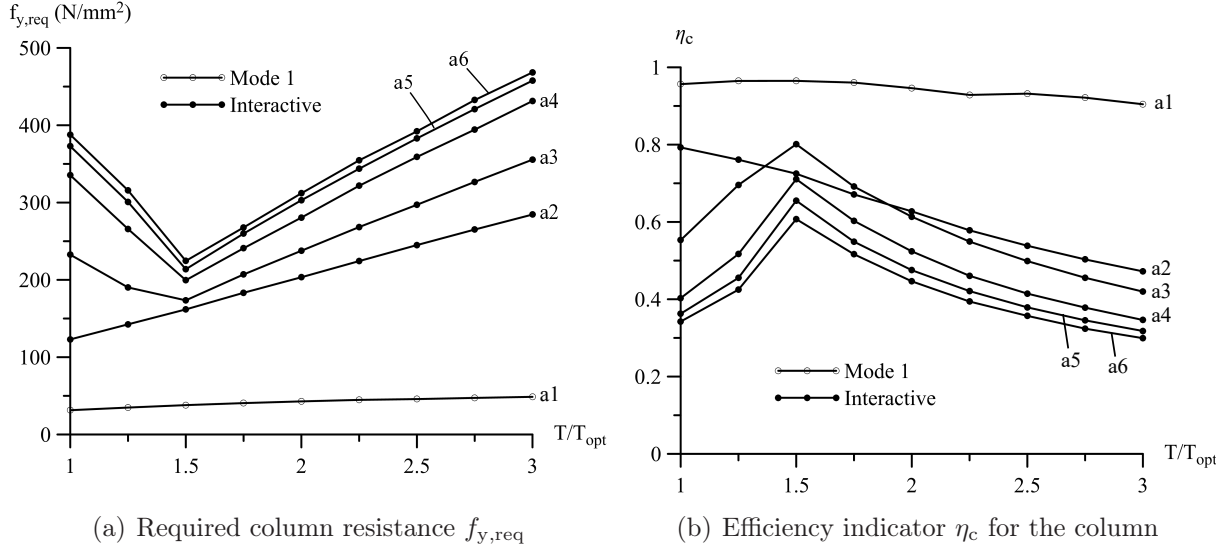 f_y,req (N/mm²)
500
400
300
200
100
0
1
1.5
2
2.5
3
T/T_opt
Mode 1
Interactive
a6
a5
a4
a3
a2
a1
(a) Required column resistance f_y,req
η_c
1
0.8
0.6
0.4
0.2
0
1
1.5
2
2.5
3
T/T_opt
a1
a2
a3
a4
a5
a6
Mode 1
Interactive
(b) Efficiency indicator η_c for the column